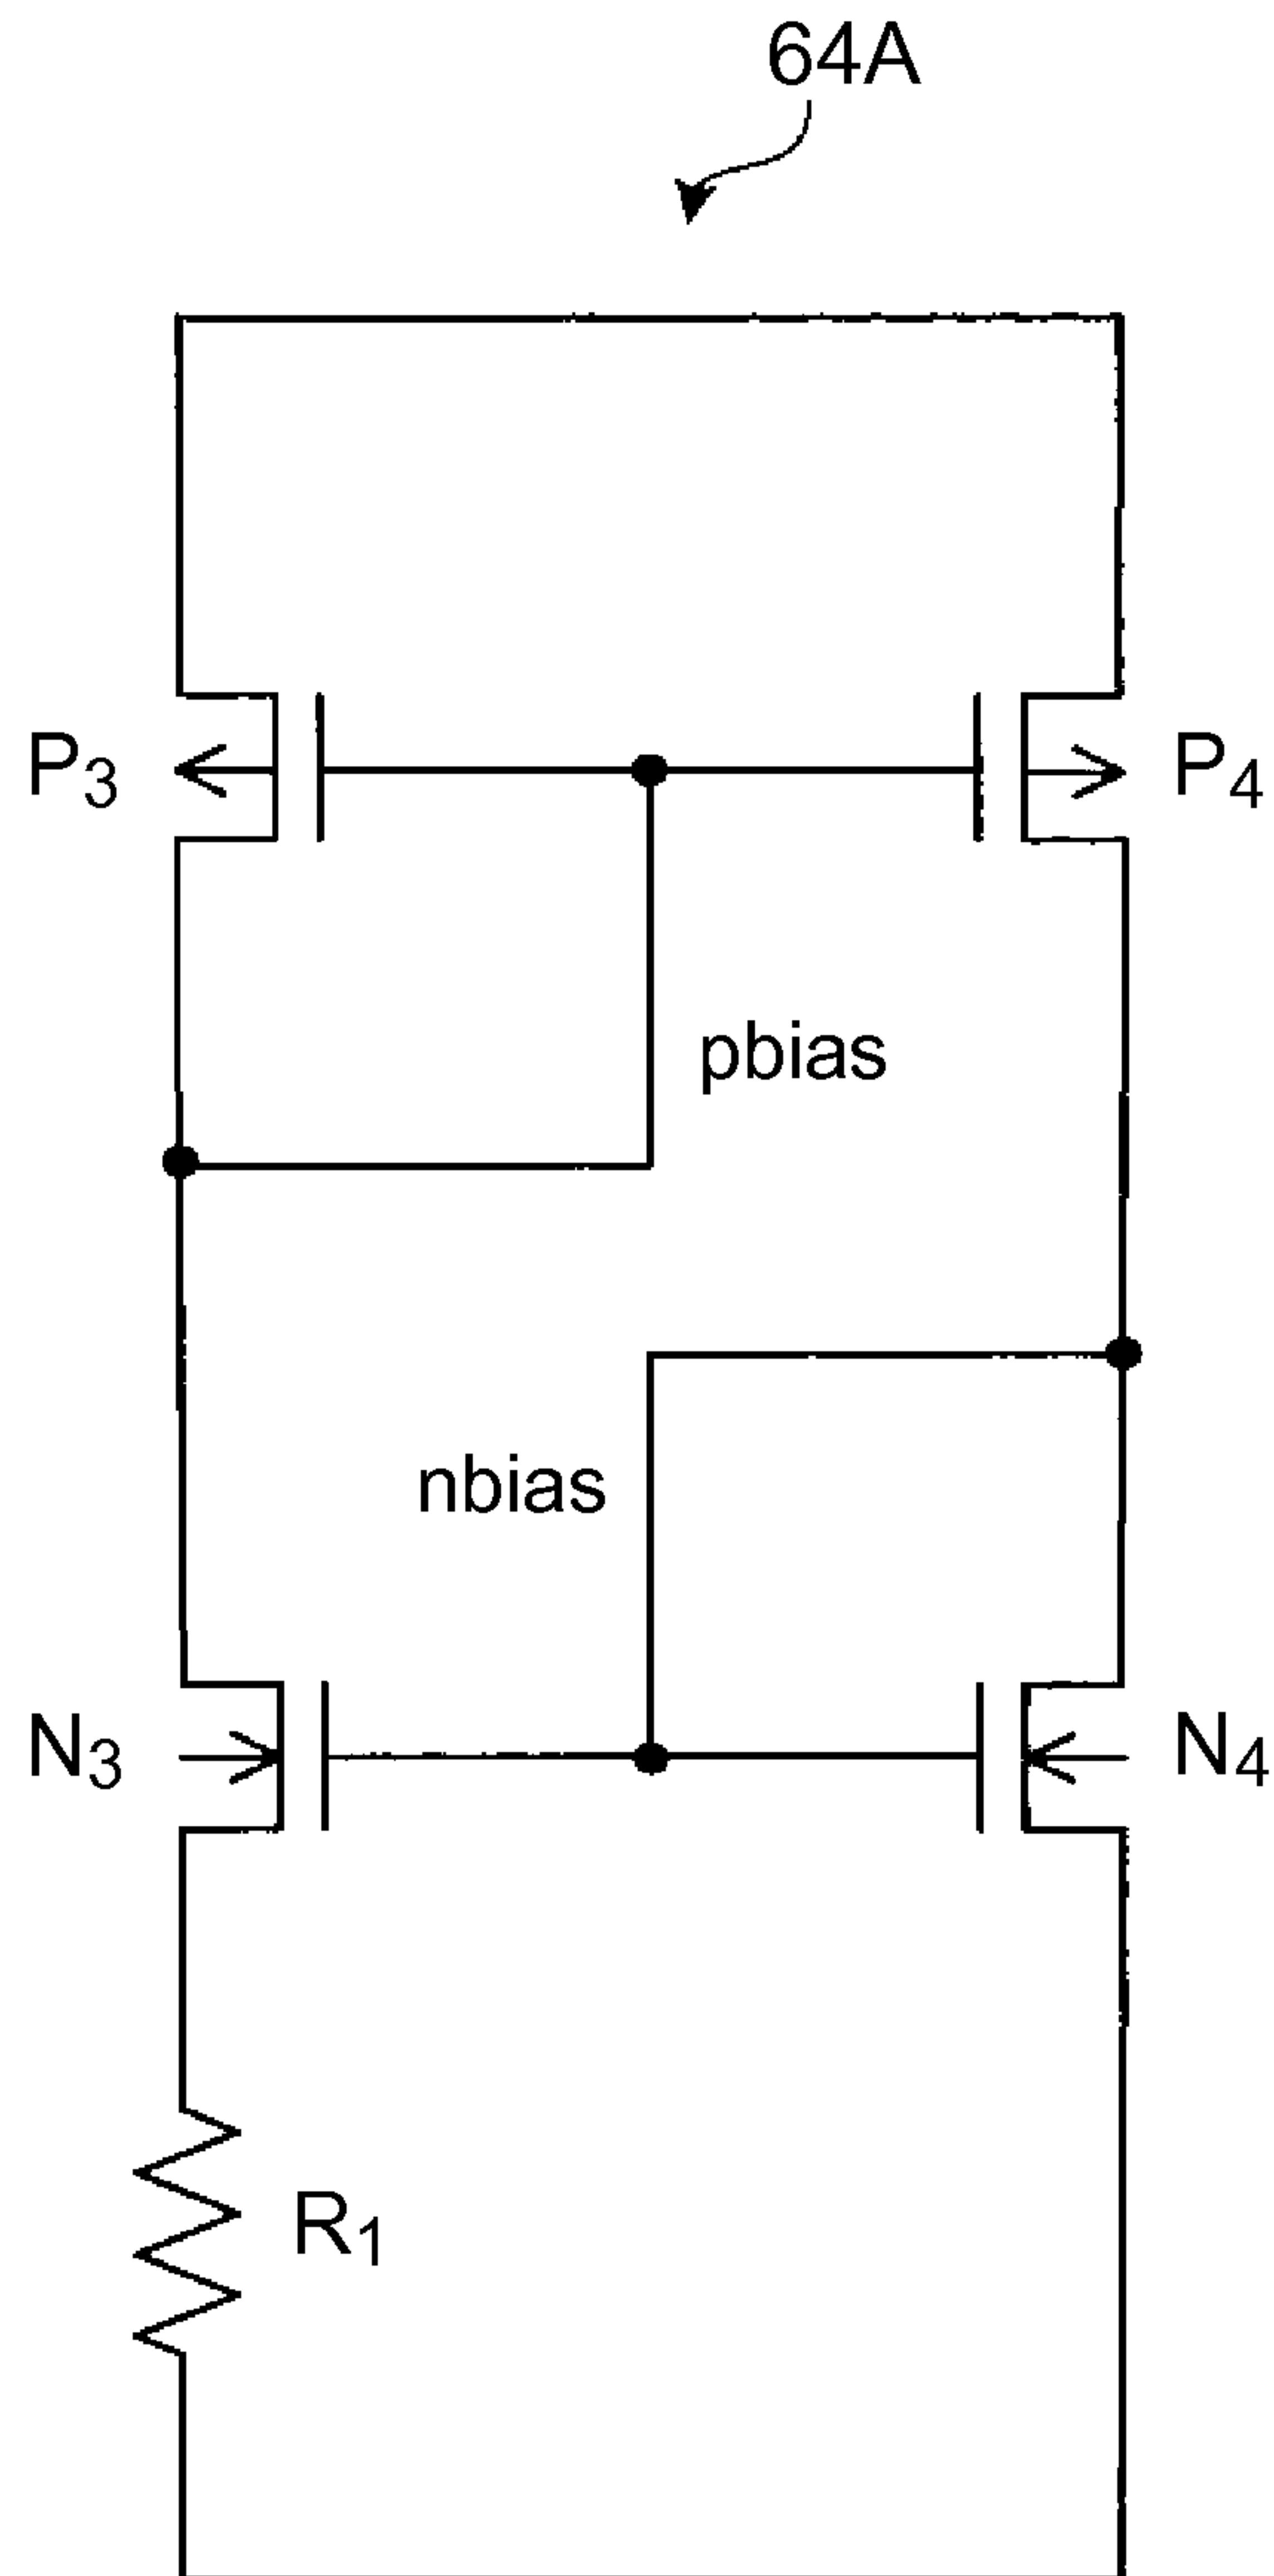 64A
P₃
P₄
pbias
nbias
N₃
N₄
R₁